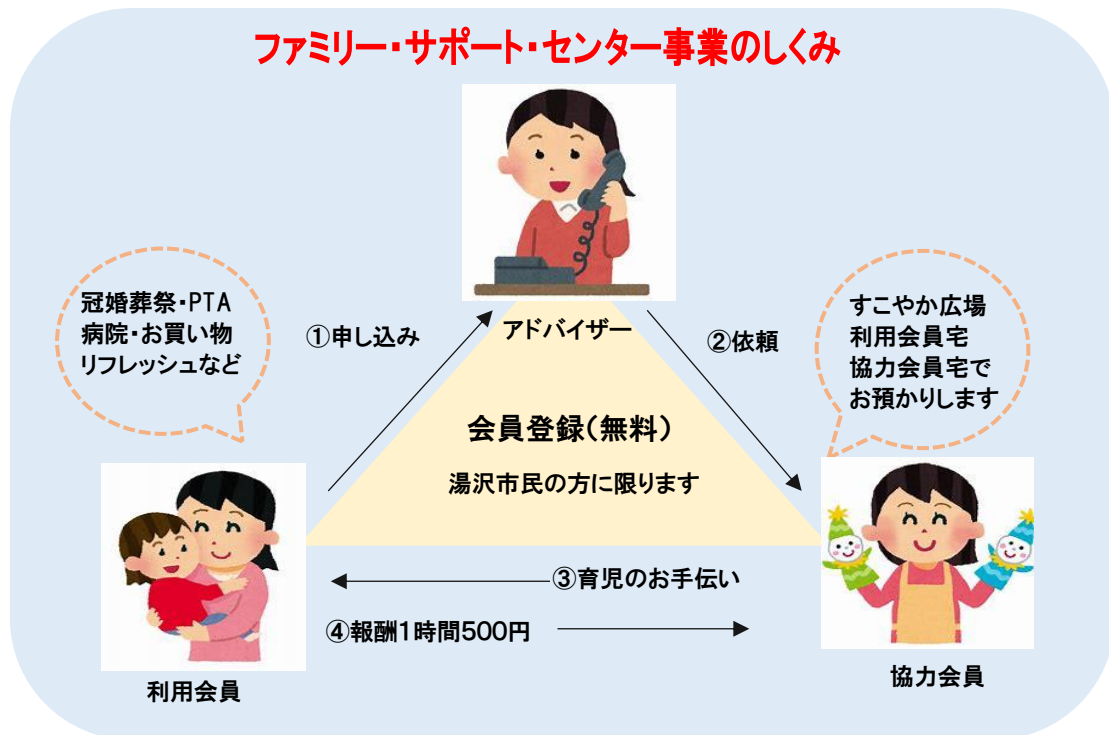 ファミリー・サポート・センター事業のしくみ
冠婚葬祭・PTA
病院・お買い物
リフレッシュなど
①申し込み
アドバイザー
②依頼
すこやか広場
利用会員宅
協力会員宅で
お預かりします
会員登録(無料)
湯沢市民の方に限ります
③育児のお手伝い
④報酬1時間500円
利用会員
協力会員